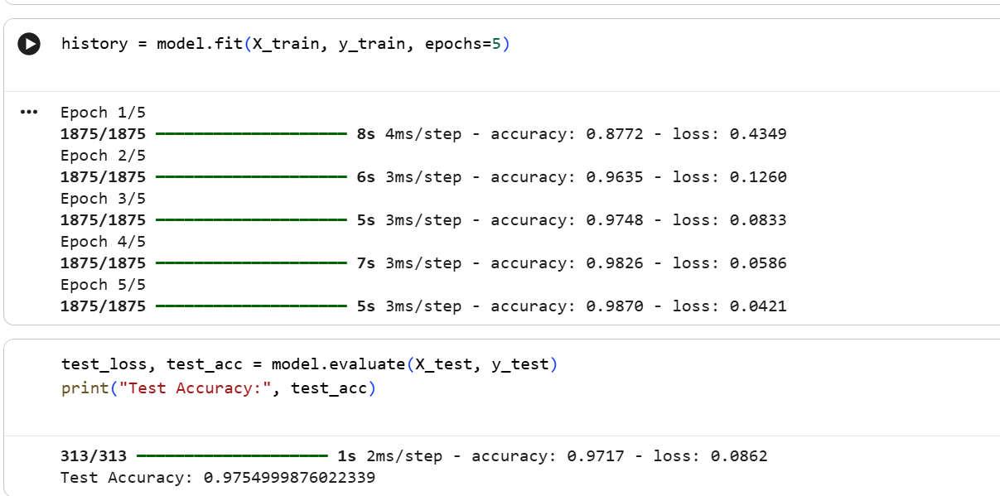 history = model.fit(X_train, y_train, epochs=5)
Epoch 1/5
1875/1875 ━━━━━━━━━━━━━━━━━━━━ 8s 4ms/step - accuracy: 0.8772 - loss: 0.4349
Epoch 2/5
1875/1875 ━━━━━━━━━━━━━━━━━━━━ 6s 3ms/step - accuracy: 0.9635 - loss: 0.1260
Epoch 3/5
1875/1875 ━━━━━━━━━━━━━━━━━━━━ 5s 3ms/step - accuracy: 0.9748 - loss: 0.0833
Epoch 4/5
1875/1875 ━━━━━━━━━━━━━━━━━━━━ 7s 3ms/step - accuracy: 0.9826 - loss: 0.0586
Epoch 5/5
1875/1875 ━━━━━━━━━━━━━━━━━━━━ 5s 3ms/step - accuracy: 0.9870 - loss: 0.0421
test_loss, test_acc = model.evaluate(X_test, y_test)
print("Test Accuracy:", test_acc)
313/313 ━━━━━━━━━━━━━━━━━━━━ 1s 2ms/step - accuracy: 0.9717 - loss: 0.0862
Test Accuracy: 0.9754999876022339